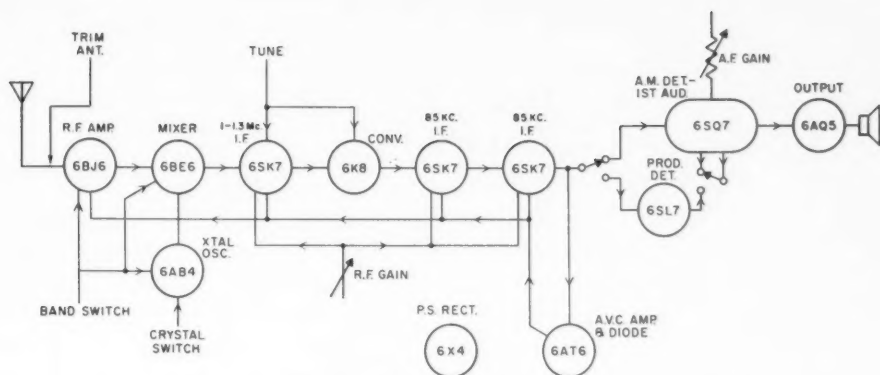 TRIM
ANT.
TUNE
A.F. GAIN
A.M. DET.–
1ST AUD.
OUTPUT
R.F. AMP.
MIXER
1-1.3 Mc.
I.F.
CONV.
85 KC.
I.F.
85 KC.
I.F.
6BJ6
6BE6
6SK7
6K8
6SK7
6SK7
6SQ7
6AQ5
PROD.
DET.
6SL7
XTAL
OSC.
6AB4
R.F. GAIN
BAND SWITCH
CRYSTAL
SWITCH
P.S. RECT.
6X4
A.V.C. AMP.
& DIODE
6AT6